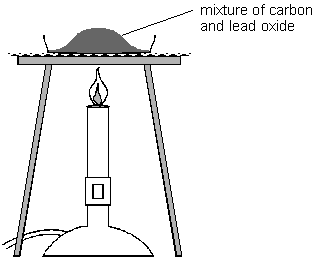 mixture of carbon
and lead oxide